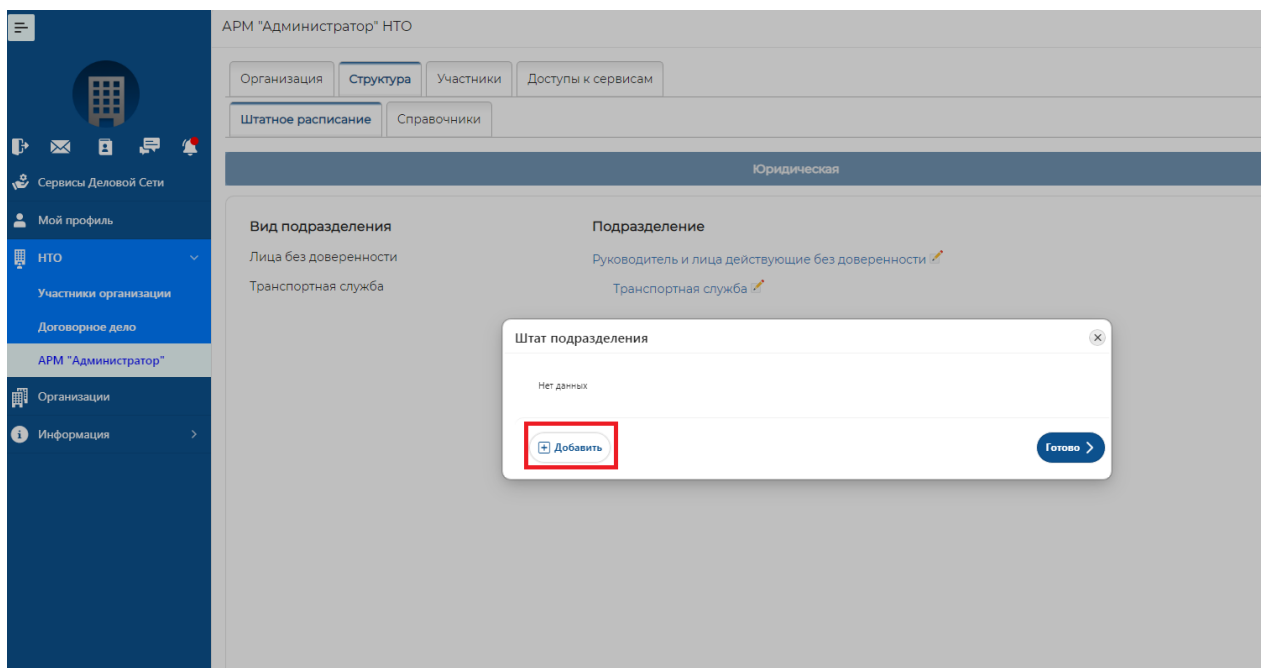 АРМ "Администратор" НТО
Организация Структура Участники Доступы к сервисам
Штатное расписание Справочники
Юридическая
Сервисы Деловой Сети
Мой профиль
НТО
Участники организации
Договорное дело
АРМ "Администратор"
Организации
Информация
Вид подразделения Подразделение
Лица без доверенности Руководитель и лица действующие без доверенности
Транспортная служба Транспортная служба
Штат подразделения
Нет данных
Добавить Готово